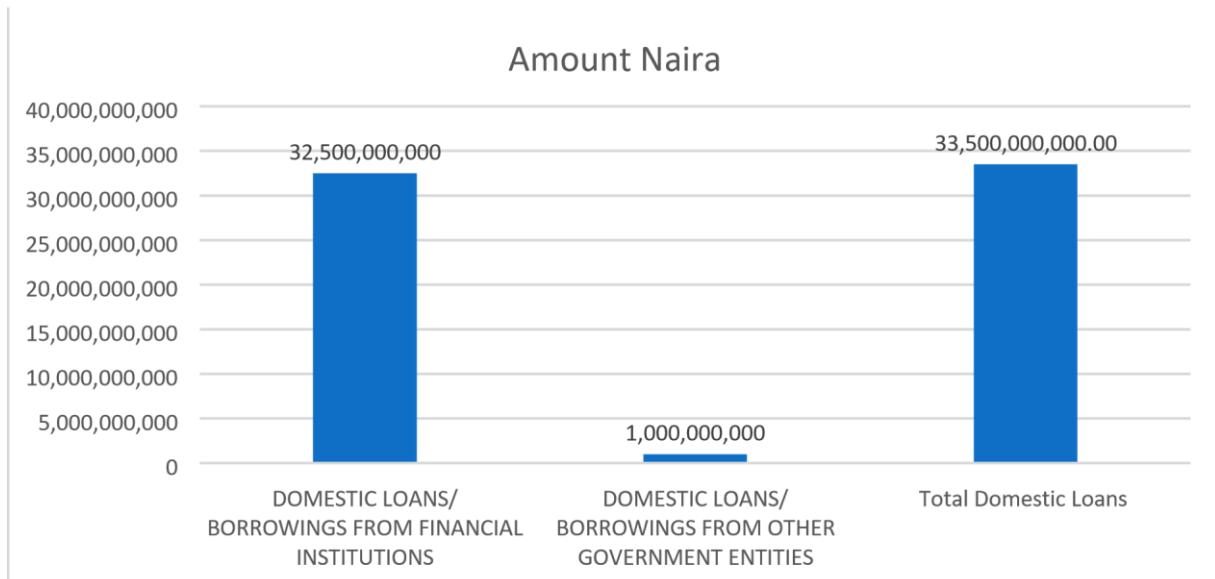 Amount Naira
40,000,000,000
35,000,000,000
30,000,000,000
25,000,000,000
20,000,000,000
15,000,000,000
10,000,000,000
5,000,000,000
0
32,500,000,000
1,000,000,000
33,500,000,000.00
DOMESTIC LOANS/
BORROWINGS FROM FINANCIAL
INSTITUTIONS
DOMESTIC LOANS/
BORROWINGS FROM OTHER
GOVERNMENT ENTITIES
Total Domestic Loans